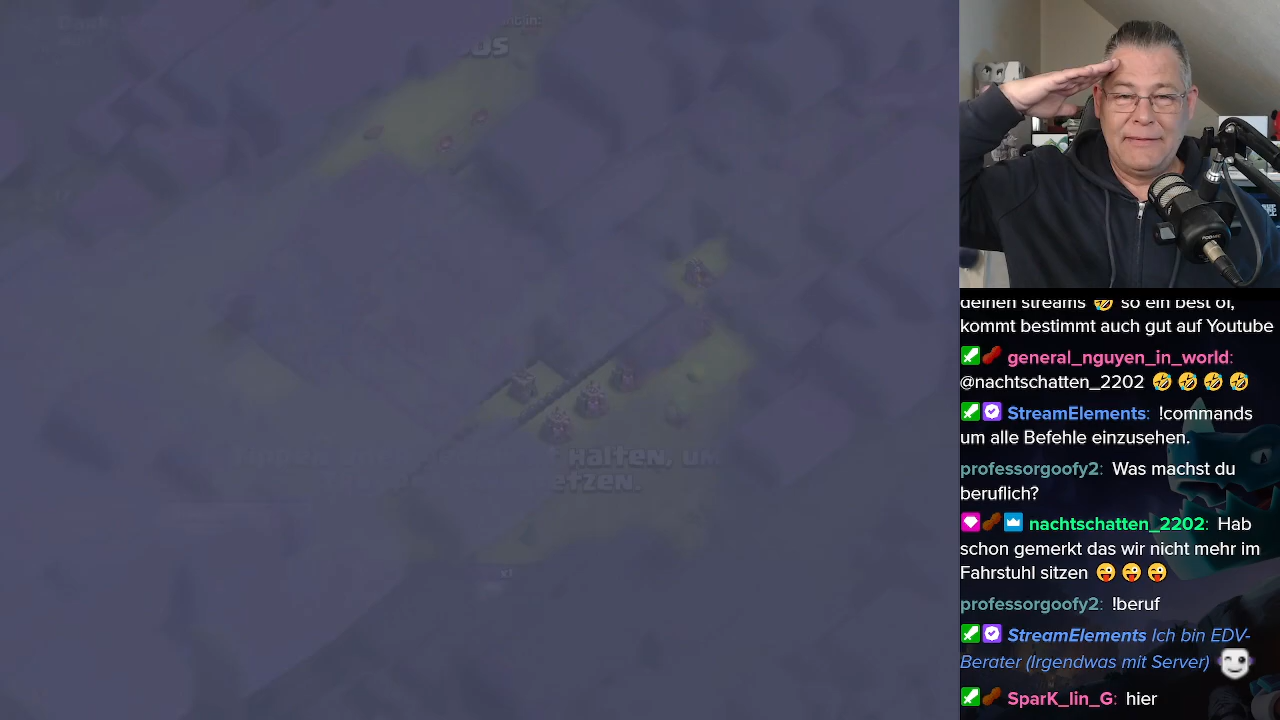 deinen streams 🤣 so ein best of,
kommt bestimmt auch gut auf Youtube
general_nguyen_in_world:
@nachtschatten_2202 🤣 🤣 🤣 🤣
StreamElements: !commands
um alle Befehle einzusehen.
professorgoofy2: Was machst du
beruflich?
nachtschatten_2202: Hab
schon gemerkt das wir nicht mehr im
Fahrstuhl sitzen 😜 😜 😜
professorgoofy2: !beruf
StreamElements Ich bin EDV-
Berater (Irgendwas mit Server)
SparK_lin_G: hier
halten, um